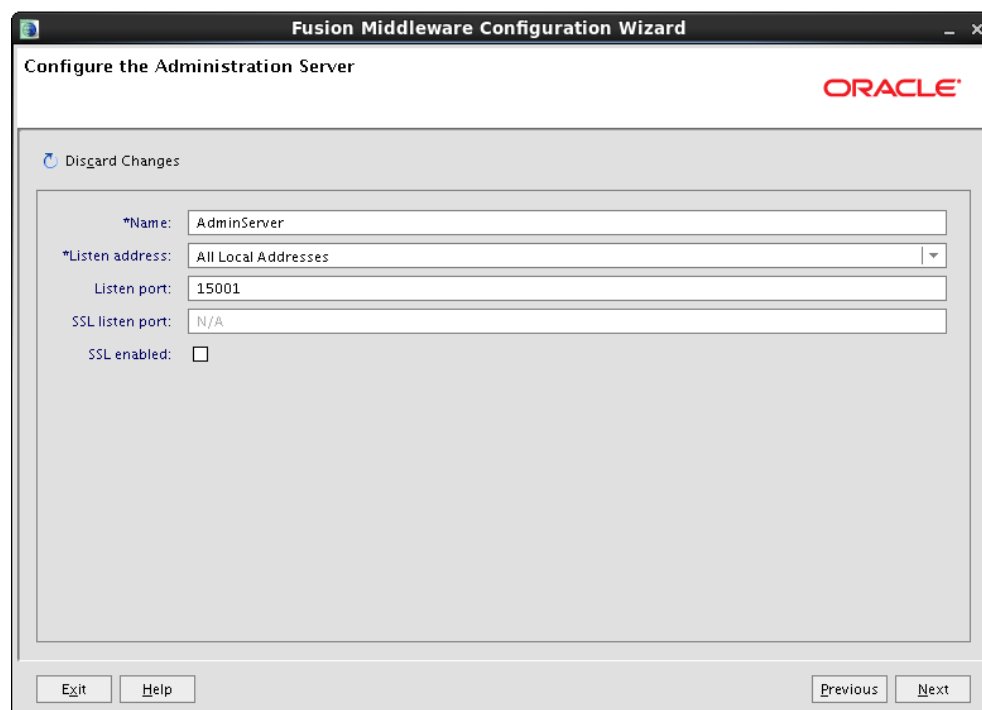 Fusion Middleware Configuration Wizard
Configure the Administration Server
ORACLE
Discard Changes
*Name: AdminServer
*Listen address: All Local Addresses
Listen port: 15001
SSL listen port: N/A
SSL enabled:
Exit Help Previous Next